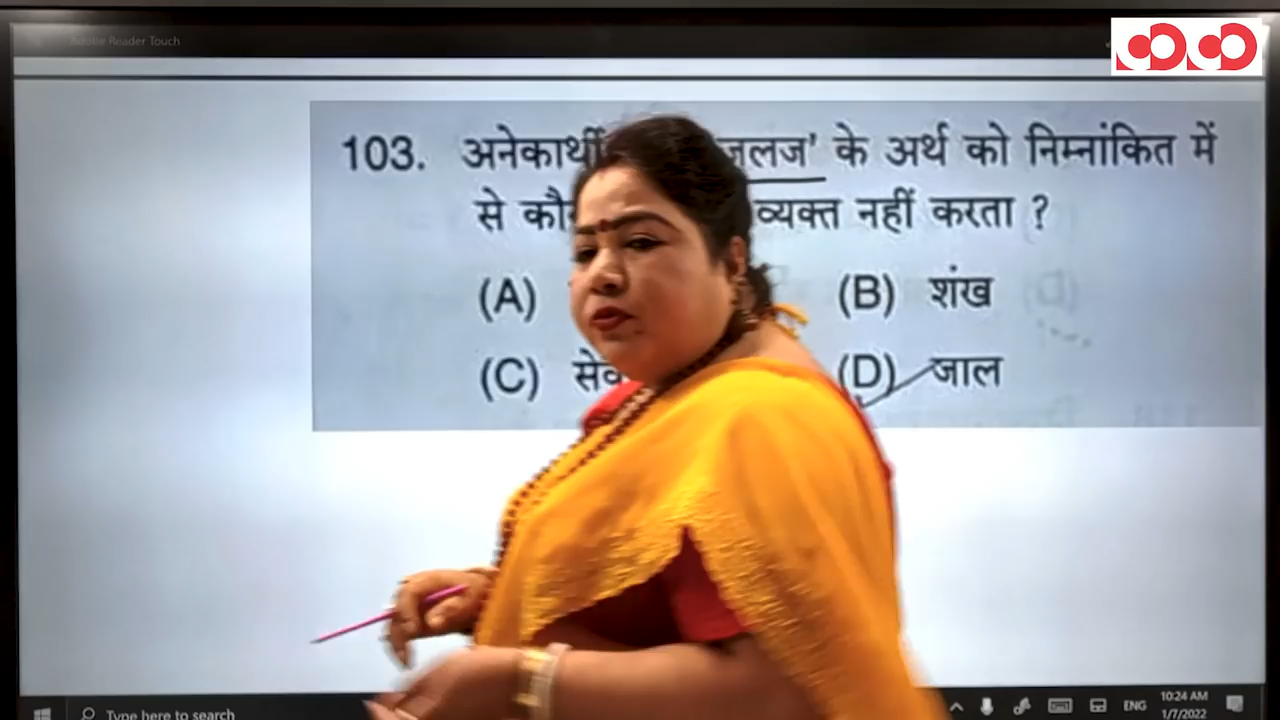 Adobe Reader Touch
103. अनेकार्थी जलज' के अर्थ को निम्नांकित में
से व्यक्त नहीं करता ?
(A) (B) शंख
(C) (D) जाल
Type here to search ENG 10:24 AM
1/7/2022